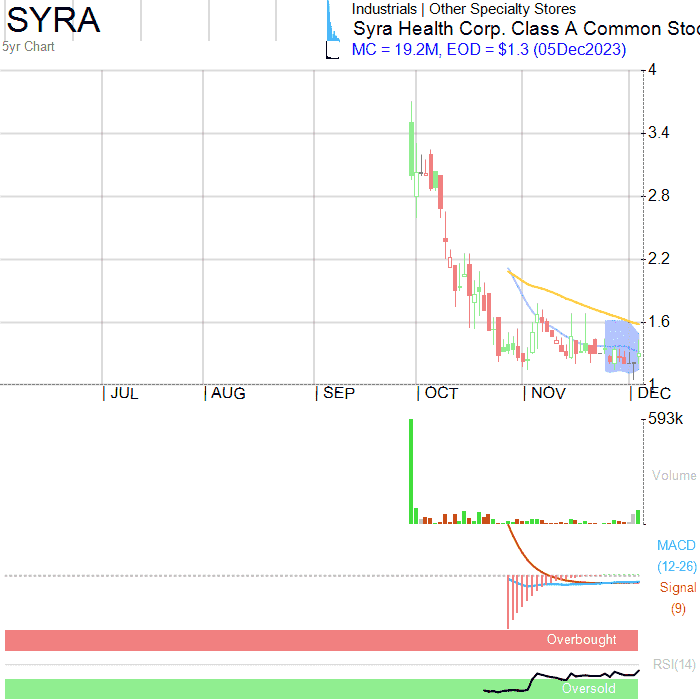 SYRA
5yr Chart
Industrials | Other Specialty Stores
Syra Health Corp. Class A Common Stoc
MC = 19.2M, EOD = $1.3 (05Dec2023)
4
3.4
2.8
2.2
1.6
1
JUL
AUG
SEP
OCT
NOV
DEC
593k
Volume
MACD
(12-26)
Signal
(9)
Overbought
RSI(14)
Oversold